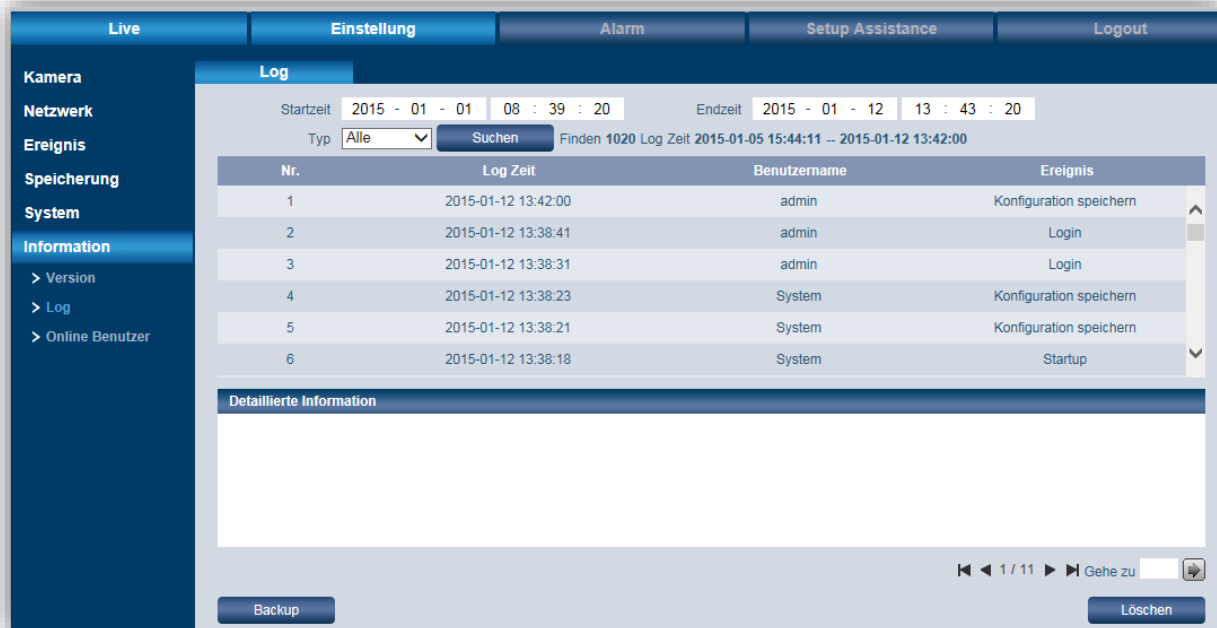 Live Einstellung Alarm Setup Assistance Logout
Kamera
Netzwerk
Ereignis
Speicherung
System
Information
> Version
> Log
> Online Benutzer
Log
Startzeit 2015 - 01 - 01 08 : 39 : 20 Endzeit 2015 - 01 - 12 13 : 43 : 20
Typ Alle Suchen Finden 1020 Log Zeit 2015-01-05 15:44:11 -- 2015-01-12 13:42:00
Nr. Log Zeit Benutzername Ereignis
1 2015-01-12 13:42:00 admin Konfiguration speichern
2 2015-01-12 13:38:41 admin Login
3 2015-01-12 13:38:31 admin Login
4 2015-01-12 13:38:23 System Konfiguration speichern
5 2015-01-12 13:38:21 System Konfiguration speichern
6 2015-01-12 13:38:18 System Startup
Detaillierte Information
1 / 11 Gehe zu
Backup Löschen